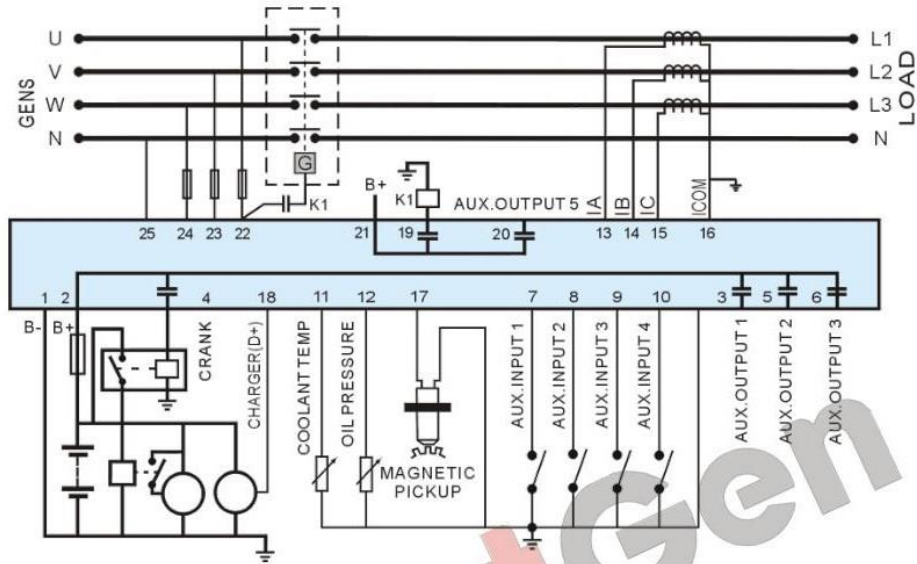 U
V
W
N
GENS
L1
L2
L3
N
LOAD
G
K1
B+
K1
AUX.OUTPUT 5
IA
IB
IC
ICOM
25
24
23
22
21
19
20
13
14
15
16
1
2
4
18
11
12
17
7
8
9
10
3
5
6
B-
B+
CRANK
CHARGER(D+)
COOLANT TEMP
OIL PRESSURE
MAGNETIC
PICKUP
AUX.INPUT 1
AUX.INPUT 2
AUX.INPUT 3
AUX.INPUT 4
AUX.OUTPUT 1
AUX.OUTPUT 2
AUX.OUTPUT 3
tGen